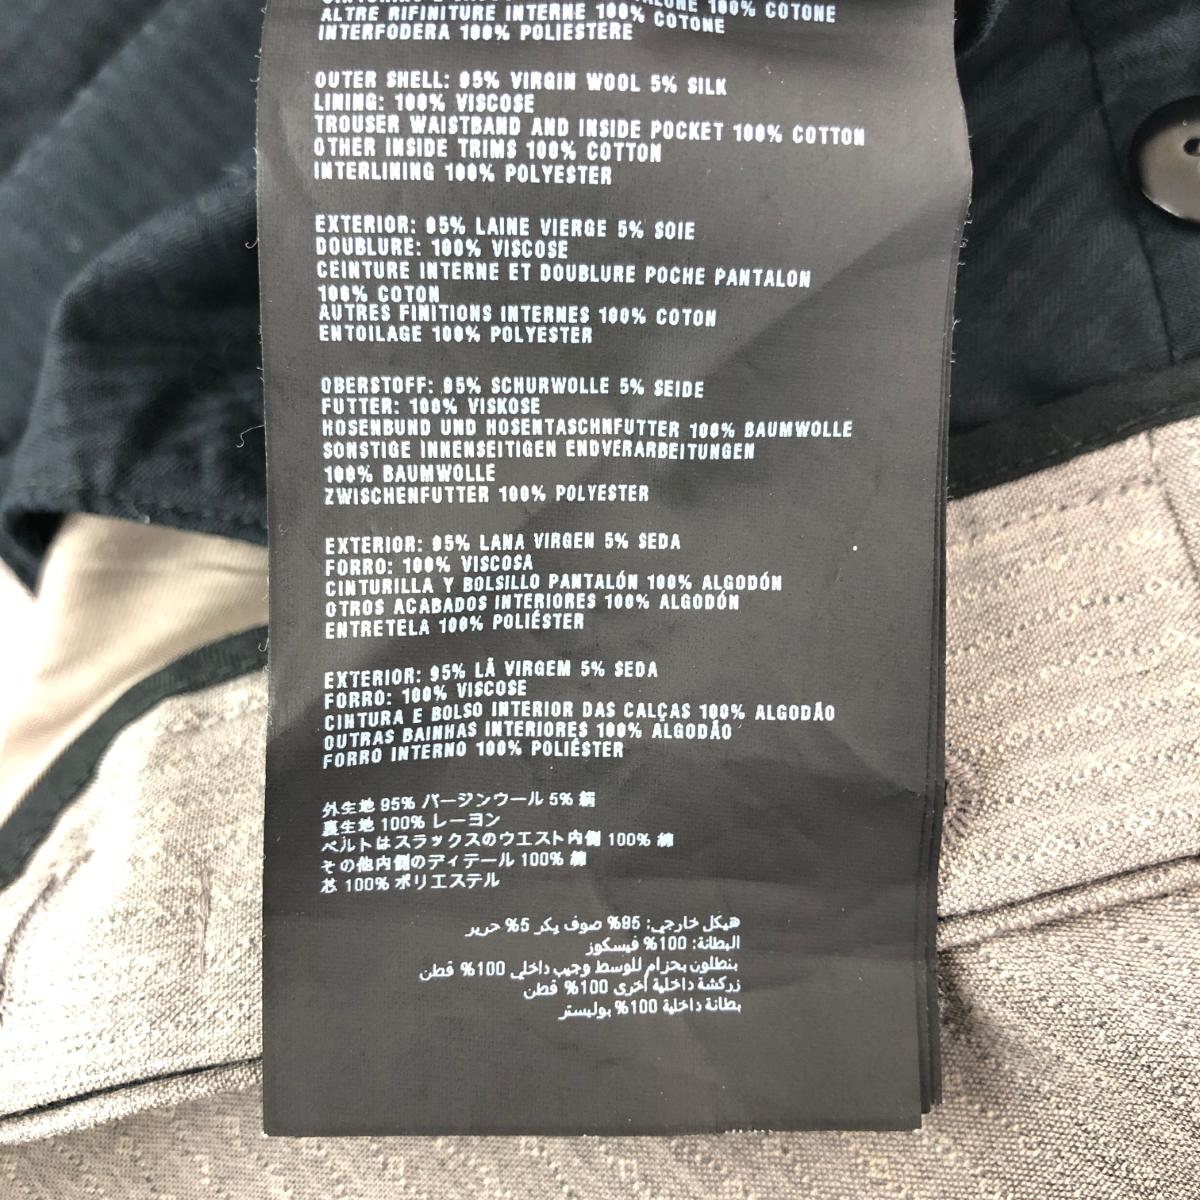 ALTRE RIFINITURE INTERNE 100% COTONE
INTERFODERA 100% POLIESTERE
OUTER SHELL: 95% VIRGIN WOOL 5% SILK
LINING: 100% VISCOSE
TROUSER WAISTBAND AND INSIDE POCKET 100% COTTON
OTHER INSIDE TRIMS 100% COTTON
INTERLINING 100% POLYESTER
EXTERIOR: 95% LAINE VIERGE 5% SOIE
DOUBLURE: 100% VISCOSE
CEINTURE INTERNE ET DOUBLURE POCHE PANTALON
100% COTON
AUTRES FINITIONS INTERNES 100% COTON
ENTOILAGE 100% POLYESTER
OBERSTOFF: 95% SCHURWOLLE 5% SEIDE
FUTTER: 100% VISKOSE
HOSENBUND UND HOSENTASCHNFUTTER 100% BAUMWOLLE
SONSTIGE INNENSEITIGEN ENDVERARBEITUNGEN
100% BAUMWOLLE
ZWISCHENFUTTER 100% POLYESTER
EXTERIOR: 95% LANA VIRGEN 5% SEDA
FORRO: 100% VISCOSA
CINTURILLA Y BOLSILLO PANTALÓN 100% ALGODÓN
OTROS ACABADOS INTERIORES 100% ALGODÓN
ENTRETELA 100% POLIÉSTER
EXTERIOR: 95% LÃ VIRGEM 5% SEDA
FORRO: 100% VISCOSE
CINTURA E BOLSO INTERIOR DAS CALÇAS 100% ALGODÃO
OUTRAS BAINHAS INTERIORES 100% ALGODÃO
FORRO INTERNO 100% POLIÉSTER
外生地 95% バージンウール 5% 絹
裏生地 100% レーヨン
ベルトはスラックスのウエスト内側 100% 綿
その他内側のディテール 100% 綿
芯 100% ポリエステル
هيكل خارجي: 95% صوف بكر 5% حرير
البطانة: 100% فيسكوز
بنطلون بحزام للوسط وجيب داخلي 100% قطن
زركشة داخلية أخرى 100% قطن
بطانة داخلية 100% بوليستر